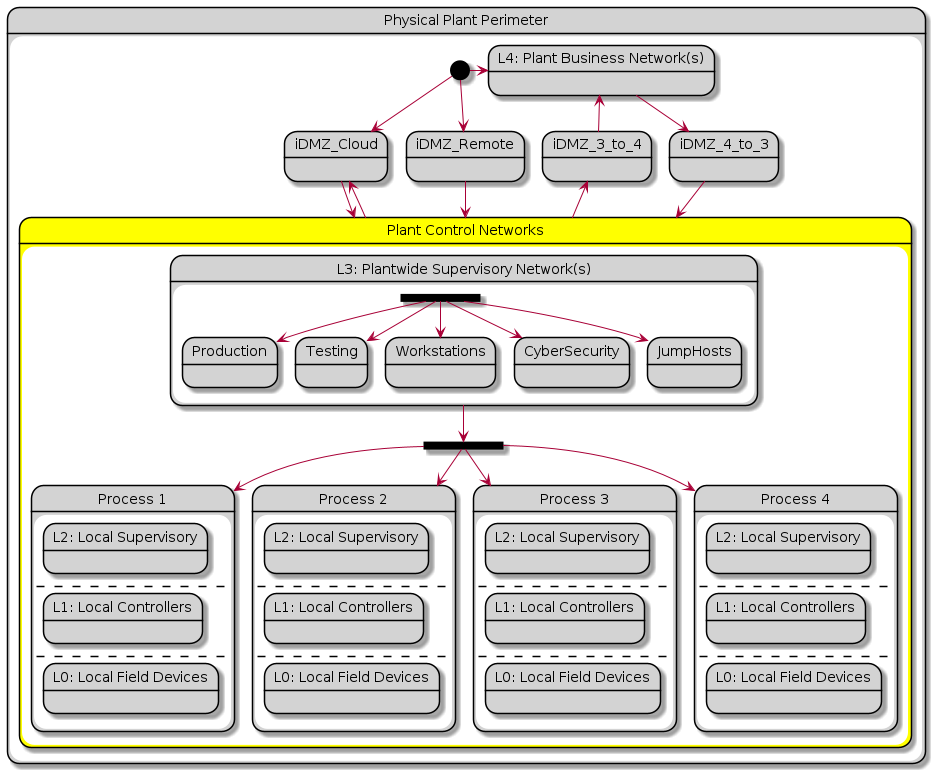 Physical Plant Perimeter
L4: Plant Business Network(s)
iDMZ_Cloud
iDMZ_Remote
iDMZ_3_to_4
iDMZ_4_to_3
Plant Control Networks
L3: Plantwide Supervisory Network(s)
Production
Testing
Workstations
CyberSecurity
JumpHosts
Process 1
L2: Local Supervisory
L1: Local Controllers
L0: Local Field Devices
Process 2
L2: Local Supervisory
L1: Local Controllers
L0: Local Field Devices
Process 3
L2: Local Supervisory
L1: Local Controllers
L0: Local Field Devices
Process 4
L2: Local Supervisory
L1: Local Controllers
L0: Local Field Devices